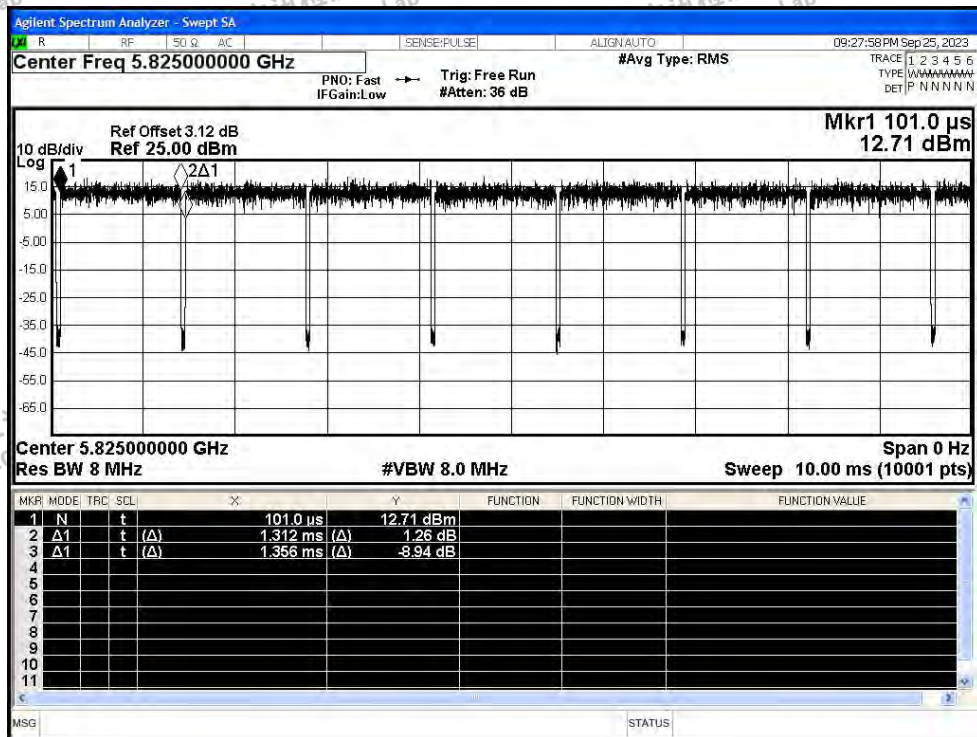 Agilent Spectrum Analyzer - Swept SA
LXI R RF 50 Ω AC SENSE:PULSE ALIGN AUTO 09:27:58 PM Sep 25, 2023
Center Freq 5.825000000 GHz
PNO: Fast
IFGain:Low
Trig: Free Run
#Atten: 36 dB
#Avg Type: RMS
TRACE 1 2 3 4 5 6
TYPE WWWWWW
DET P N N N N N
Mkr1 101.0 µs
12.71 dBm
Ref Offset 3.12 dB
10 dB/div Ref 25.00 dBm
Log
1
2Δ1
15.0
5.00
-5.00
-15.0
-25.0
-35.0
-45.0
-55.0
-65.0
Center 5.825000000 GHz Span 0 Hz
Res BW 8 MHz #VBW 8.0 MHz Sweep 10.00 ms (10001 pts)
MKR MODE TRC SCL X Y FUNCTION FUNCTION WIDTH FUNCTION VALUE
1 N t 101.0 µs 12.71 dBm
2 Δ1 t (Δ) 1.312 ms (Δ) 1.26 dB
3 Δ1 t (Δ) 1.356 ms (Δ) -8.94 dB
4
5
6
7
8
9
10
11
MSG STATUS